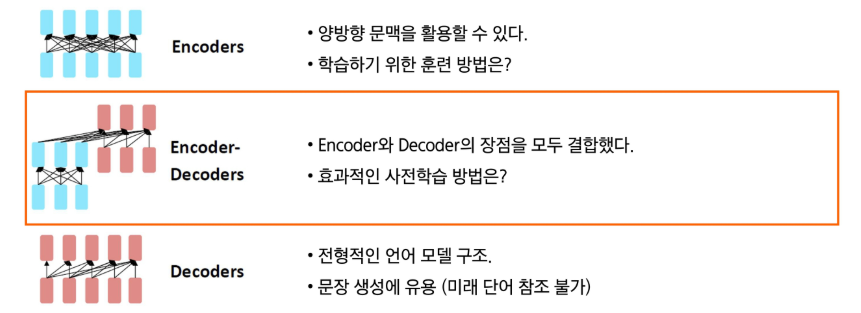 Encoders
• 양방향 문맥을 활용할 수 있다.
• 학습하기 위한 훈련 방법은?
Encoder-
Decoders
• Encoder와 Decoder의 장점을 모두 결합했다.
• 효과적인 사전학습 방법은?
Decoders
• 전형적인 언어 모델 구조.
• 문장 생성에 유용 (미래 단어 참조 불가)